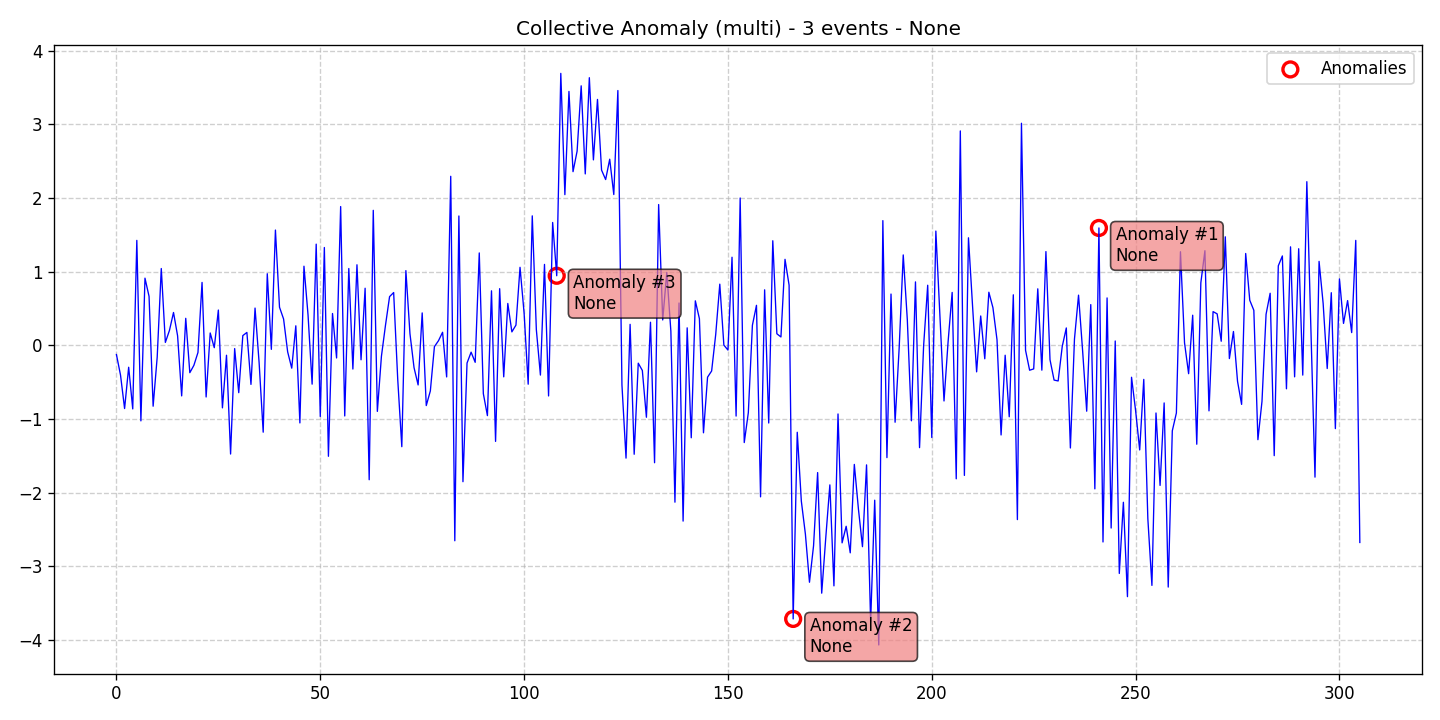 Collective Anomaly (multi) - 3 events - None
Anomalies
4
3
2
1
0
−1
−2
−3
−4
Anomaly #1
None
Anomaly #3
None
Anomaly #2
None
0
50
100
150
200
250
300